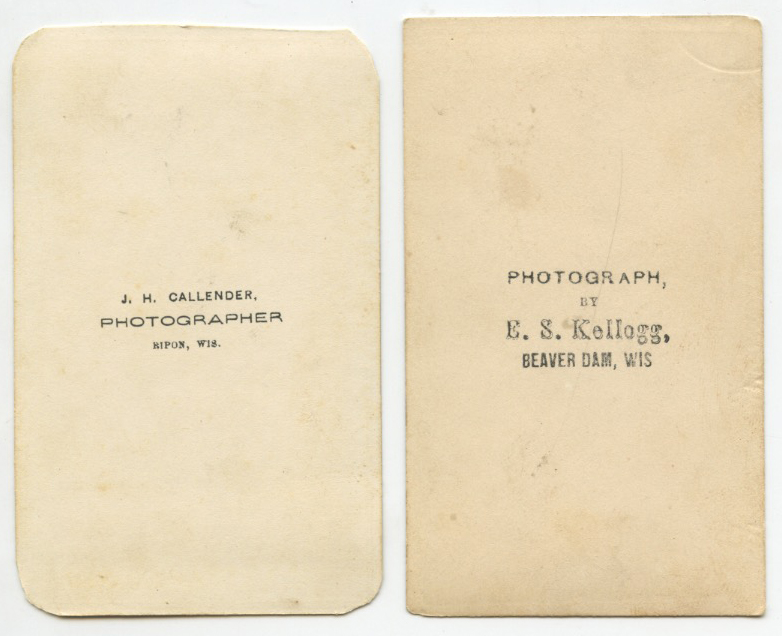 J. H. CALLENDER,
PHOTOGRAPHER
RIPON, WIS.
PHOTOGRAPH,
BY
E. S. Kellogg,
BEAVER DAM, WIS